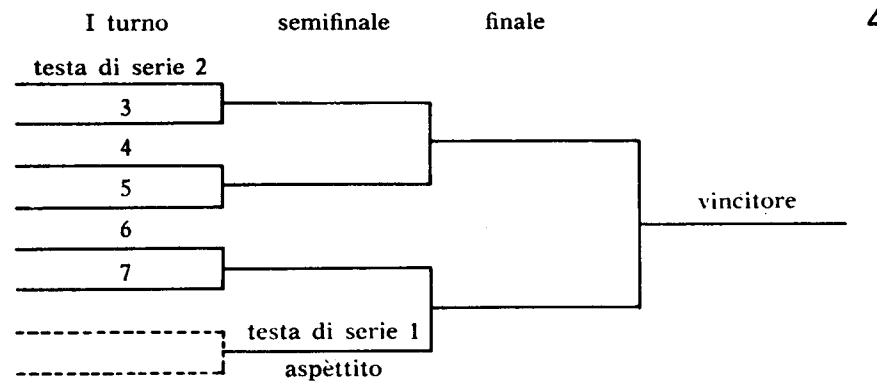 I turno semifinale finale
testa di serie 2
3
4
5
6
7
vincitore
testa di serie 1
aspèttito